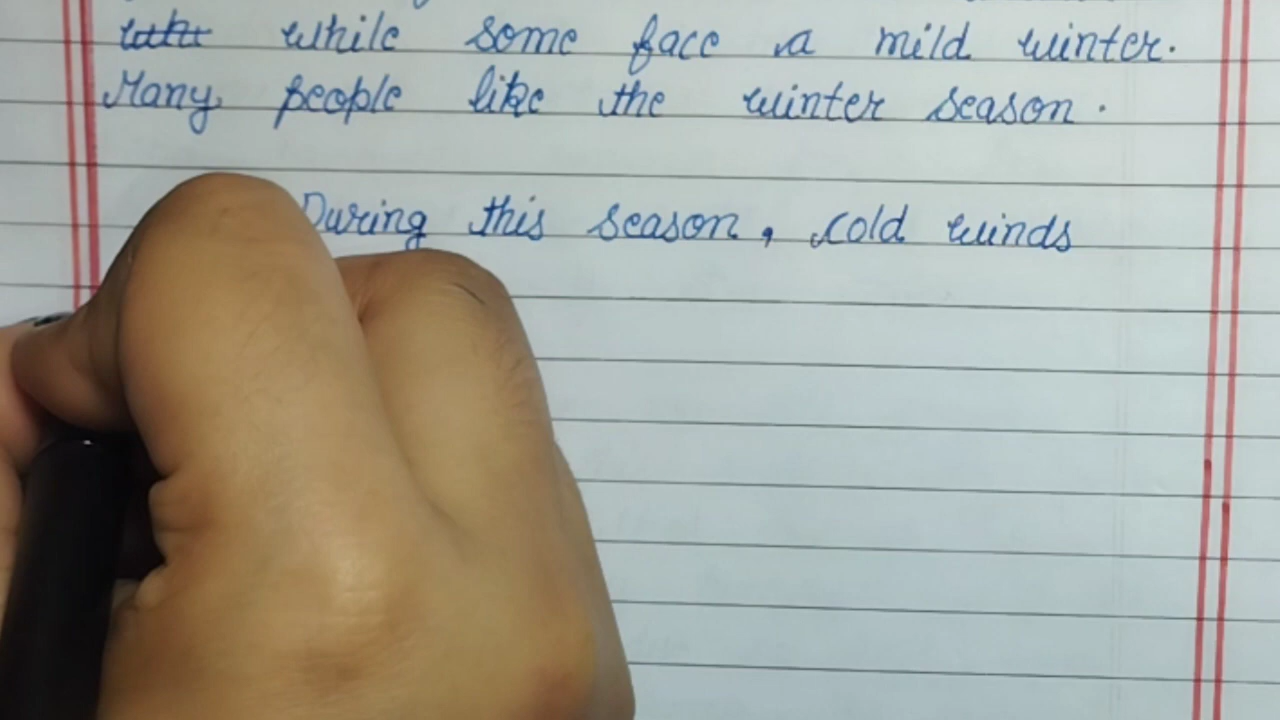 while some face a mild winter.
Many people like the winter season.
During this season, cold winds